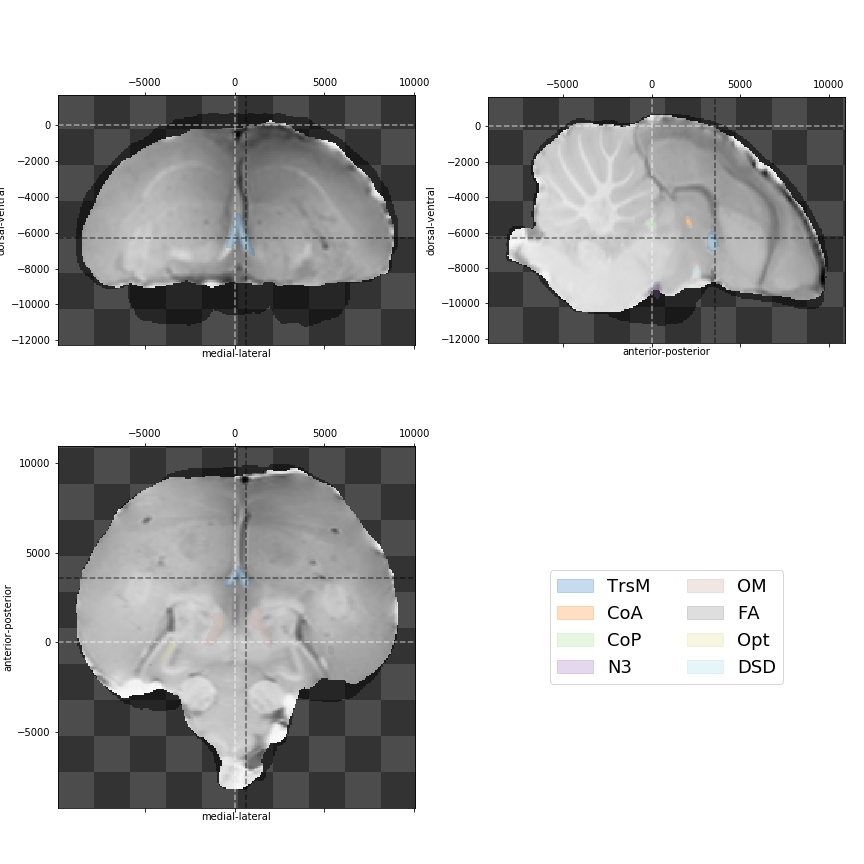 −5000 0 5000 10000
0
−2000
−4000
−6000
−8000
−10000
−12000
dorsal-ventral
medial-lateral
−5000 0 5000 10000
0
−2000
−4000
−6000
−8000
−10000
−12000
dorsal-ventral
anterior-posterior
−5000 0 5000 10000
10000
5000
0
−5000
anterior-posterior
medial-lateral
TrsM OM
CoA FA
CoP Opt
N3 DSD